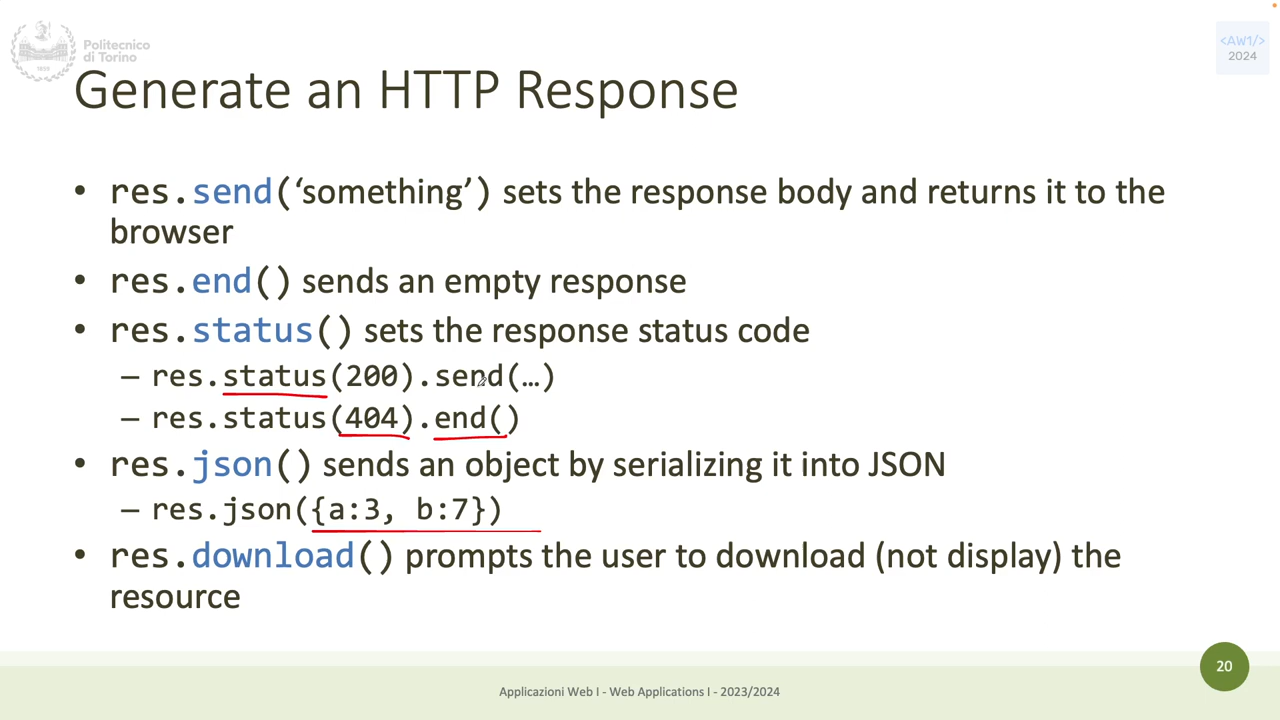 Politecnico
di Torino
1859
<AW1/>
2024
Generate an HTTP Response
• res.send(‘something’) sets the response body and returns it to the
browser
• res.end() sends an empty response
• res.status() sets the response status code
– res.status(200).send(…)
– res.status(404).end()
• res.json() sends an object by serializing it into JSON
– res.json({a:3, b:7})
• res.download() prompts the user to download (not display) the
resource
20
Applicazioni Web I - Web Applications I - 2023/2024